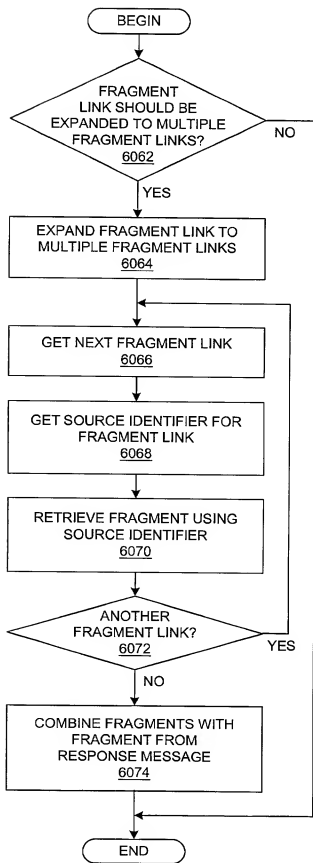 BEGIN
FRAGMENT
LINK SHOULD BE
EXPANDED TO MULTIPLE
FRAGMENT LINKS?
6062
NO
YES
EXPAND FRAGMENT LINK TO
MULTIPLE FRAGMENT LINKS
6064
GET NEXT FRAGMENT LINK
6066
GET SOURCE IDENTIFIER FOR
FRAGMENT LINK
6068
RETRIEVE FRAGMENT USING
SOURCE IDENTIFIER
6070
ANOTHER
FRAGMENT LINK?
6072
YES
NO
COMBINE FRAGMENTS WITH
FRAGMENT FROM
RESPONSE MESSAGE
6074
END